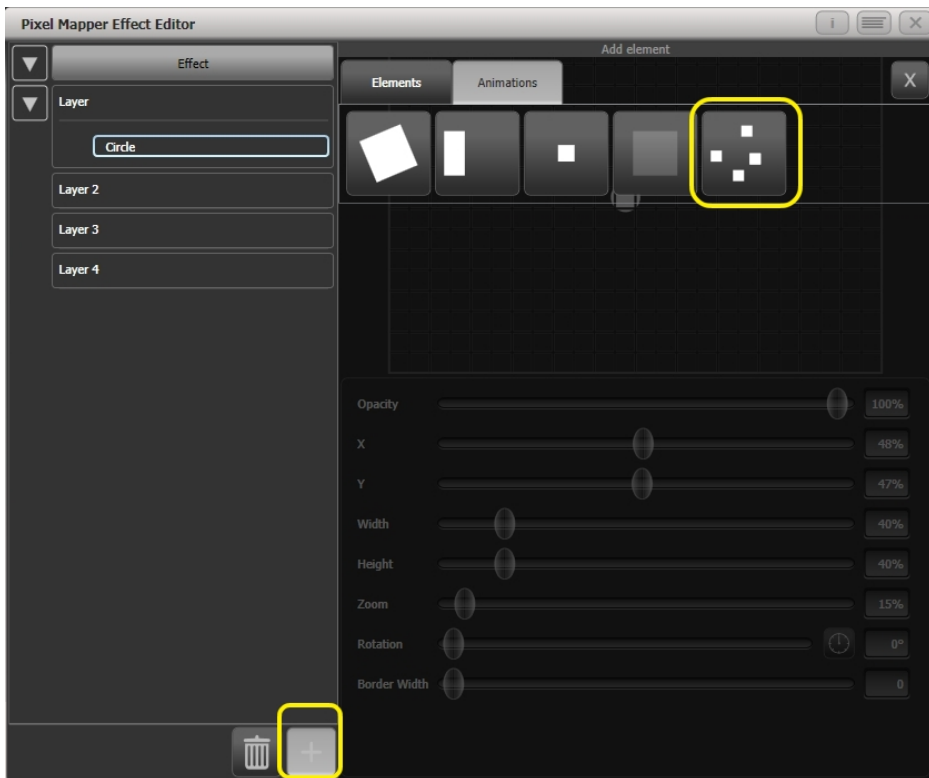 Pixel Mapper Effect Editor
i
X
Effect
Layer
Circle
Layer 2
Layer 3
Layer 4
Add element
Elements
Animations
X
Opacity 100%
X 48%
Y 47%
Width 40%
Height 40%
Zoom 15%
Rotation 0°
Border Width 0